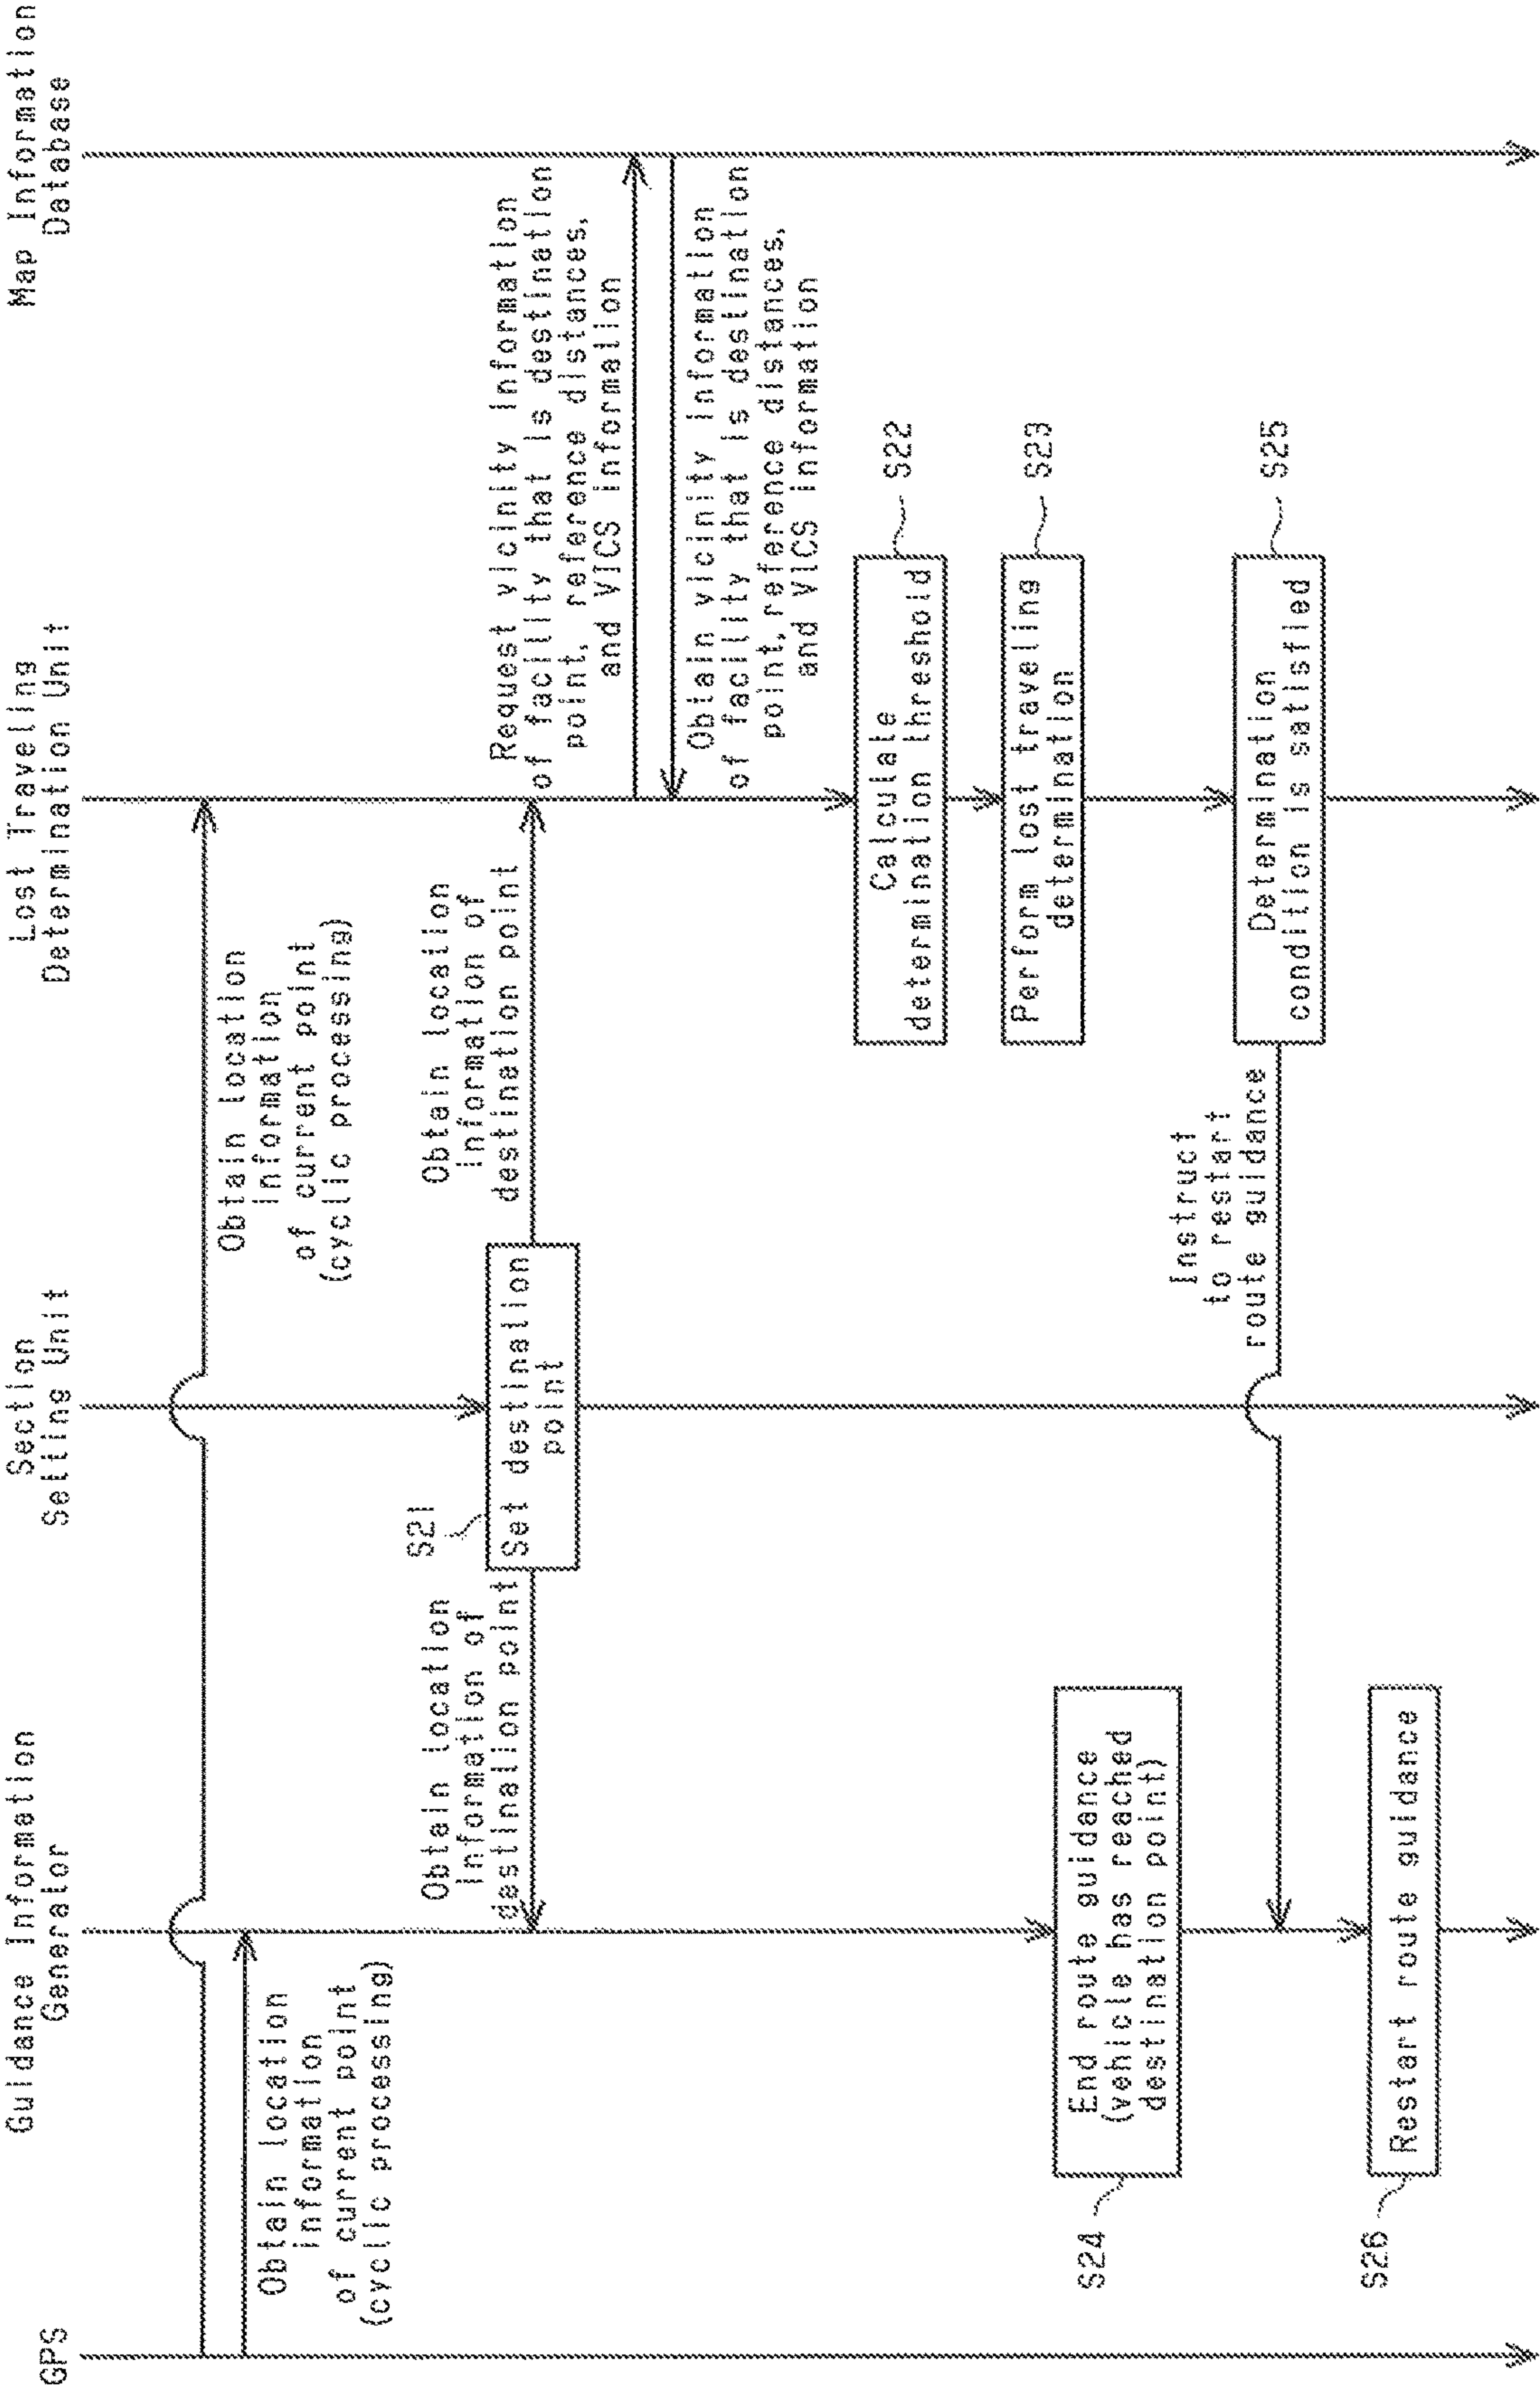 GPS
Guidance Information
Generator
Section
Setting Unit
Lost Traveling
Determination Unit
Map Information
Database
Obtain location
information
of current point
(cyclic processing)
Obtain location
information
of current point
(cyclic processing)
S21
Set destination
point
Obtain location
information of
destination point
Obtain location
information of
destination point
Request vicinity information
of facility that is destination
point, reference distances,
and VICS information
Obtain vicinity information
of facility that is destination
point, reference distances,
and VICS information
Calculate
determination threshold
S22
Perform lost traveling
determination
S23
S24
End route guidance
(vehicle has reached
destination point)
Determination
condition is satisfied
S25
Instruct
to restart
route guidance
S26
Restart route guidance